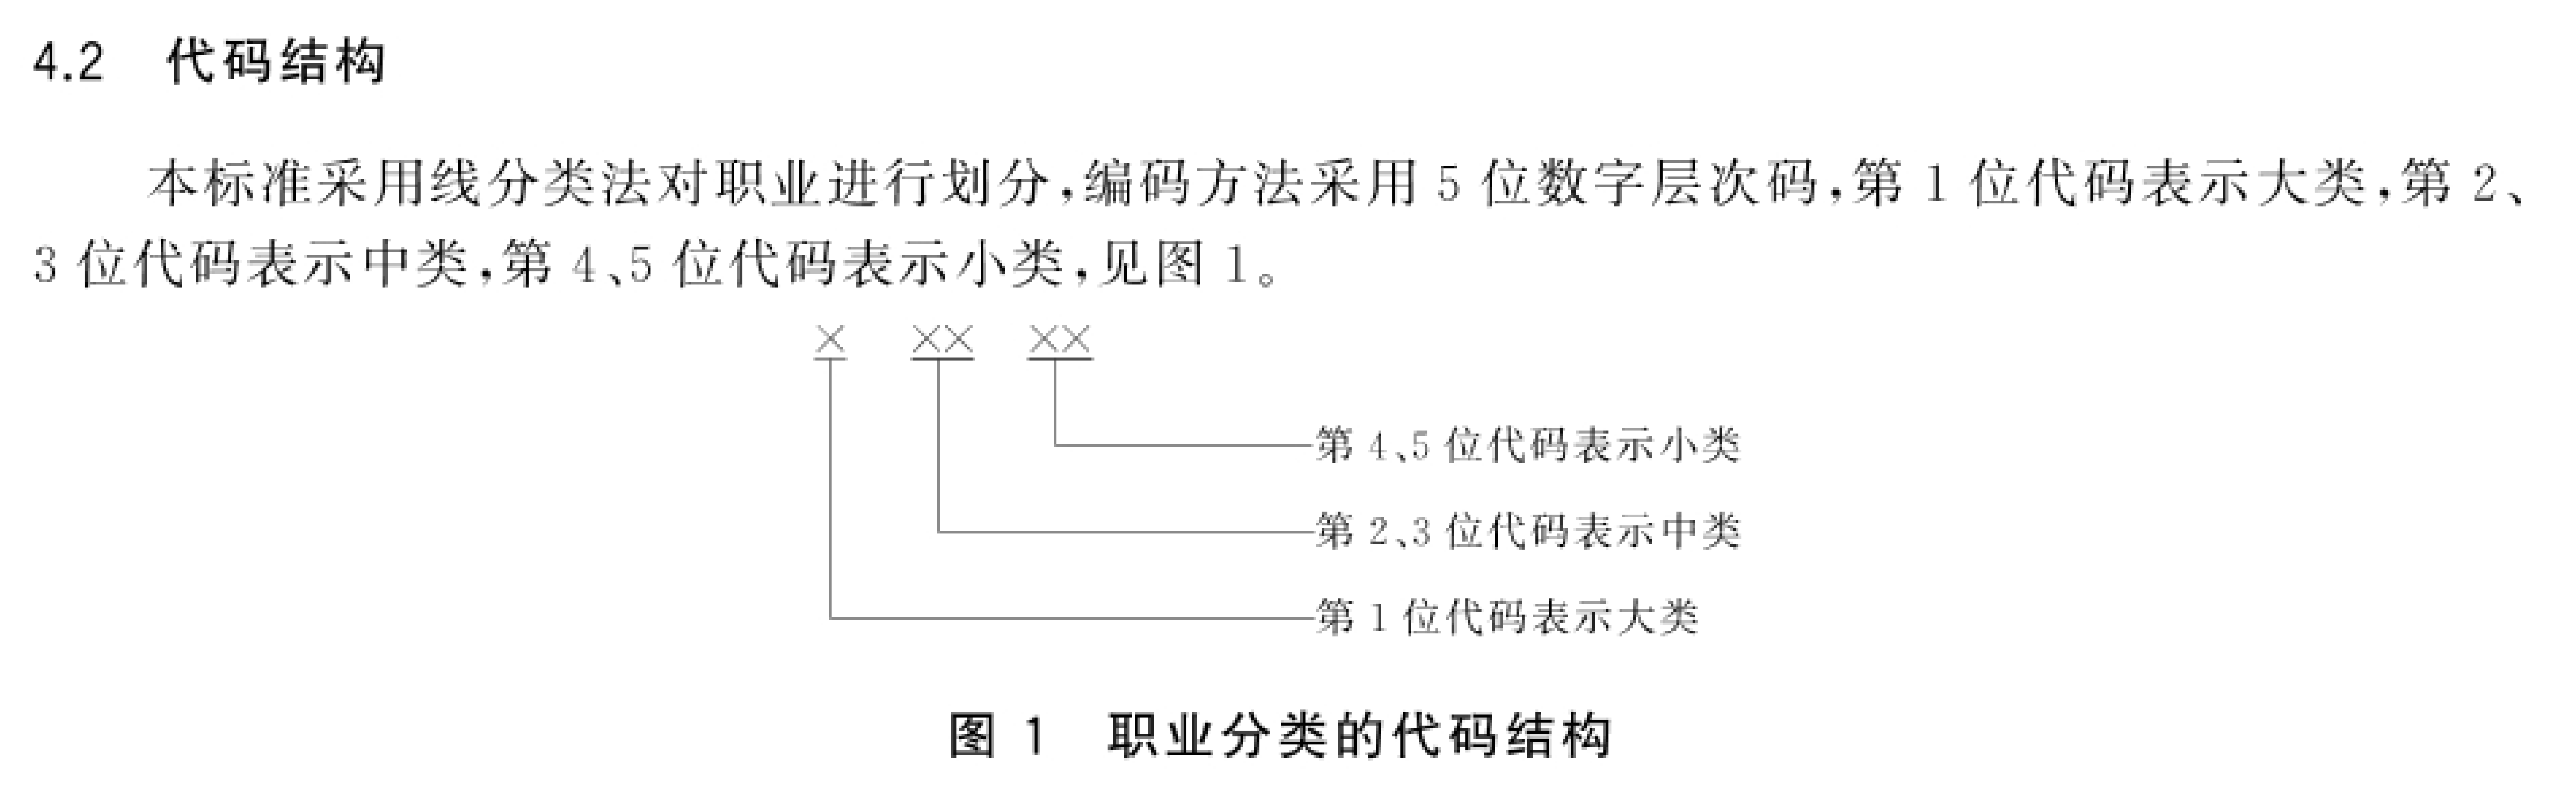 4.2 代码结构
本标准采用线分类法对职业进行划分,编码方法采用 5 位数字层次码,第 1 位代码表示大类,第 2、
3 位代码表示中类,第 4、5 位代码表示小类,见图 1。
× ×× ××
第 4、5 位代码表示小类
第 2、3 位代码表示中类
第 1 位代码表示大类
图 1 职业分类的代码结构